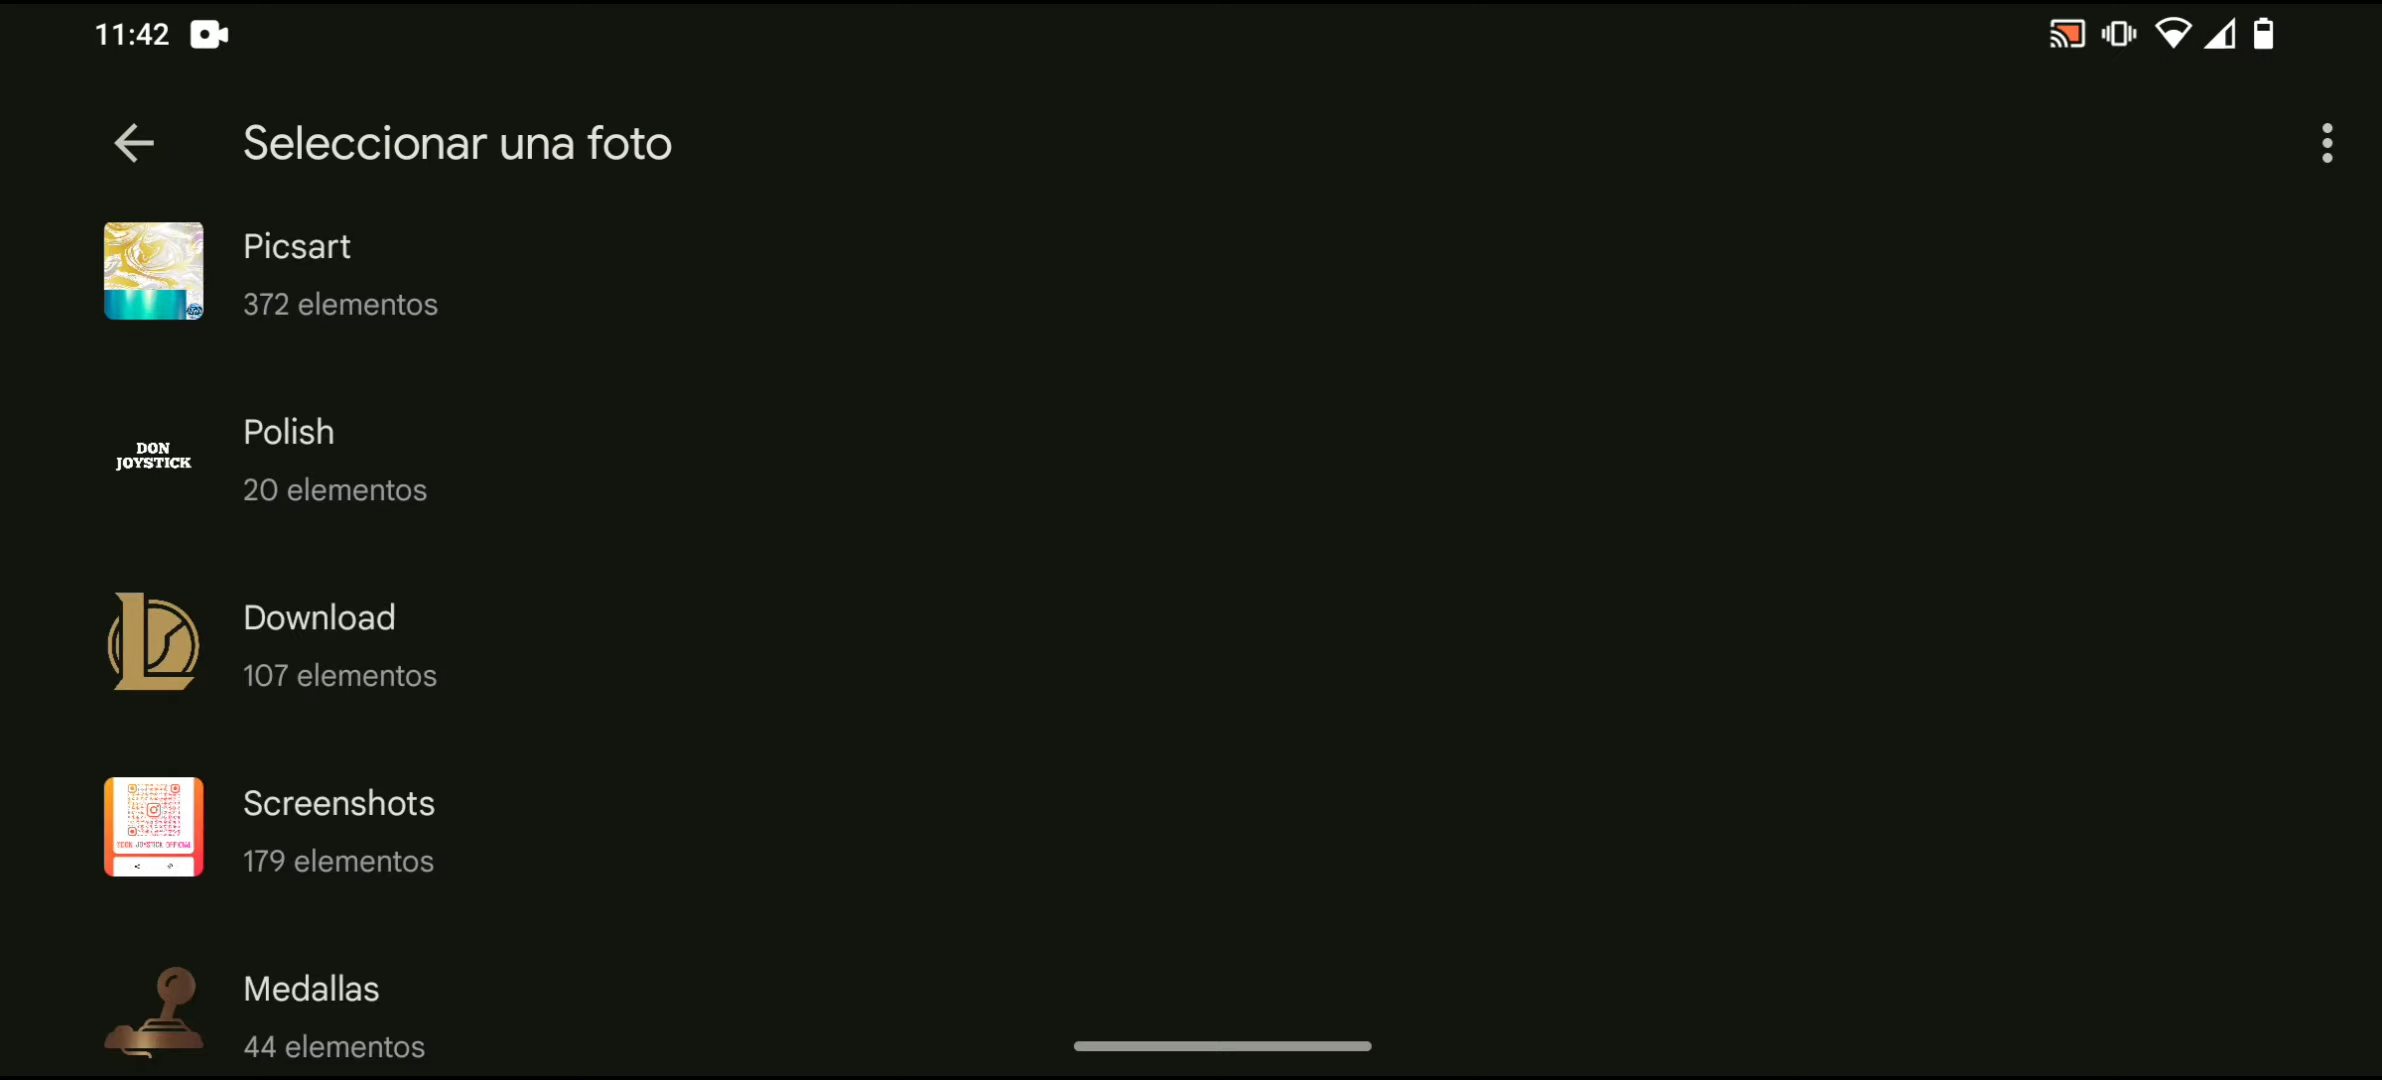 11:42
Seleccionar una foto
Picsart
372 elementos
DON
JOYSTICK
Polish
20 elementos
Download
107 elementos
Screenshots
179 elementos
Medallas
44 elementos